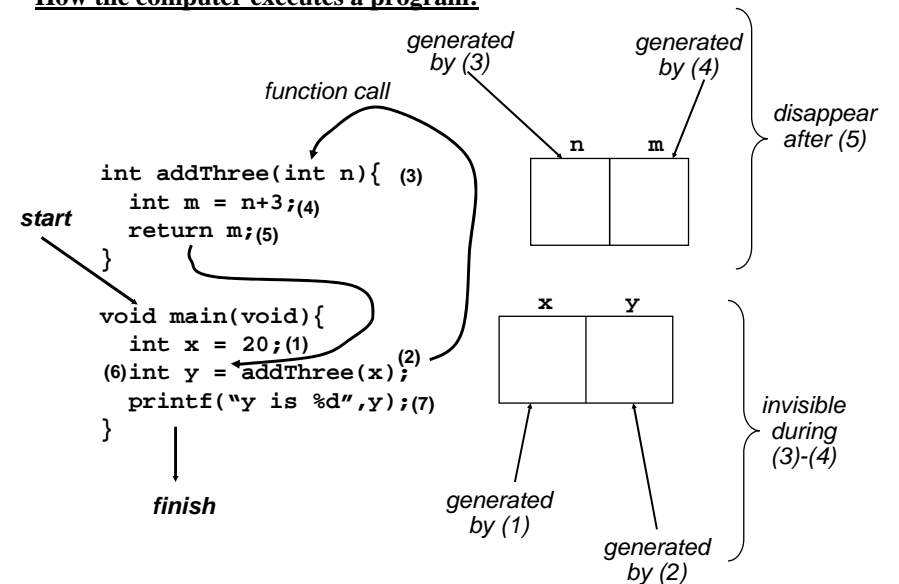 How the computer executes a program:
generated
by (3)
generated
by (4)
function call
disappear
after (5)
n m
int addThree(int n){ (3)
int m = n+3;(4)
return m;(5)
}
start
void main(void){
int x = 20;(1)
(2)
(6)int y = addThree(x);
printf(“y is %d”,y);(7)
}
finish
x y
invisible
during
(3)-(4)
generated
by (1)
generated
by (2)